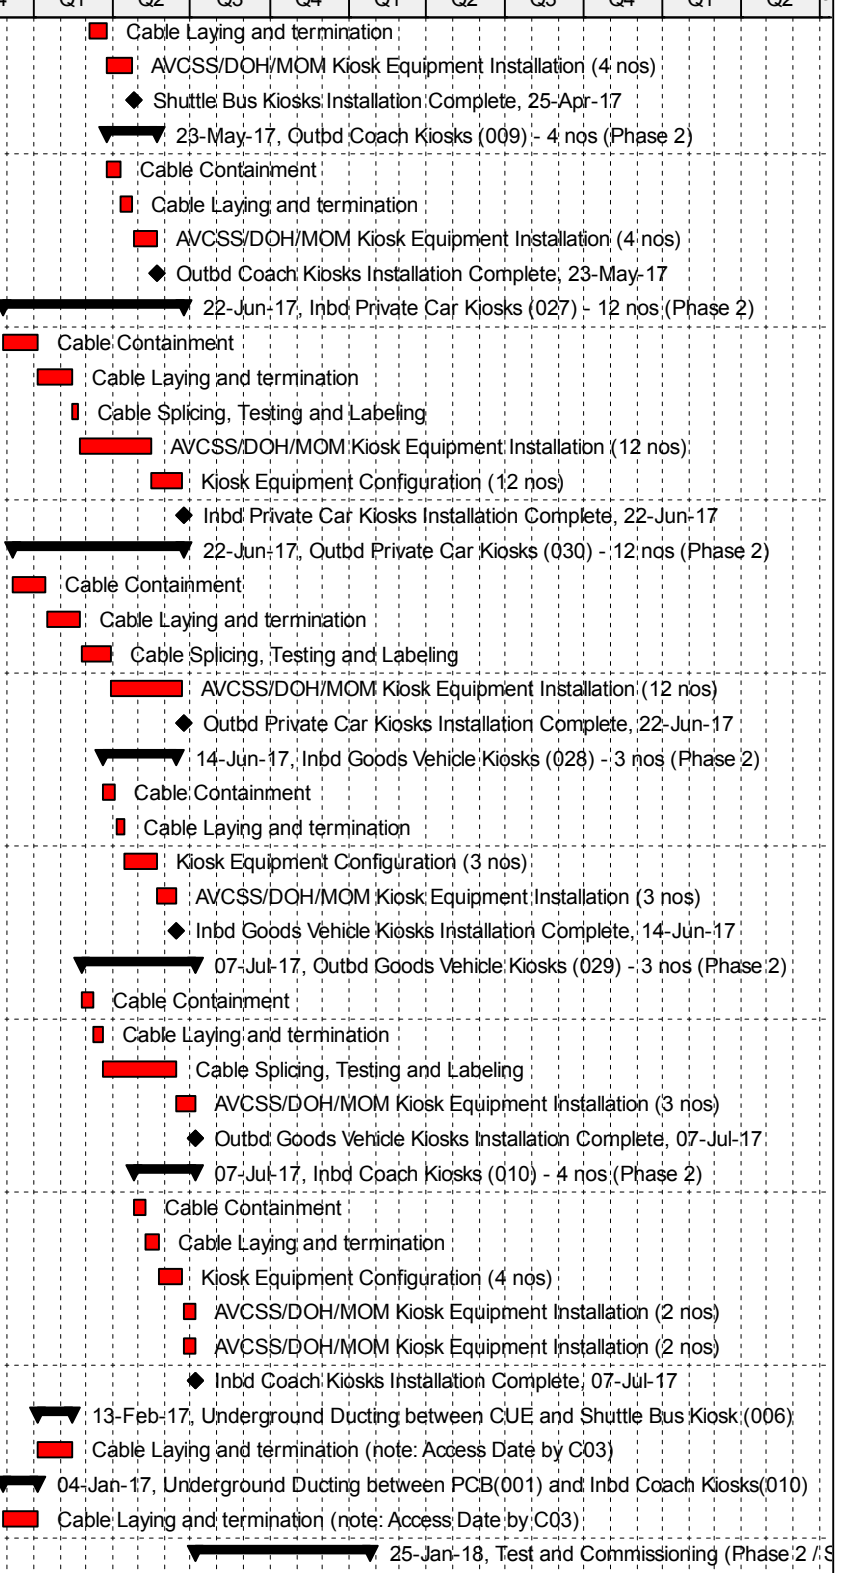 Q1 Q2 Q3 Q4 Q1 Q2 Q3 Q4 Q1 Q2
Cable Laying and termination
AVCSS/DOH/MOM Kiosk Equipment Installation (4 nos)
Shuttle Bus Kiosks Installation Complete, 25-Apr-17
23-May-17, Outbd Coach Kiosks (009) - 4 nos (Phase 2)
Cable Containment
Cable Laying and termination
AVCSS/DOH/MOM Kiosk Equipment Installation (4 nos)
Outbd Coach Kiosks Installation Complete, 23-May-17
22-Jun-17, Inbd Private Car Kiosks (027) - 12 nos (Phase 2)
Cable Containment
Cable Laying and termination
Cable Splicing, Testing and Labeling
AVCSS/DOH/MOM Kiosk Equipment Installation (12 nos)
Kiosk Equipment Configuration (12 nos)
Inbd Private Car Kiosks Installation Complete, 22-Jun-17
22-Jun-17, Outbd Private Car Kiosks (030) - 12 nos (Phase 2)
Cable Containment
Cable Laying and termination
Cable Splicing, Testing and Labeling
AVCSS/DOH/MOM Kiosk Equipment Installation (12 nos)
Outbd Private Car Kiosks Installation Complete, 22-Jun-17
14-Jun-17, Inbd Goods Vehicle Kiosks (028) - 3 nos (Phase 2)
Cable Containment
Cable Laying and termination
Kiosk Equipment Configuration (3 nos)
AVCSS/DOH/MOM Kiosk Equipment Installation (3 nos)
Inbd Goods Vehicle Kiosks Installation Complete, 14-Jun-17
07-Jul-17, Outbd Goods Vehicle Kiosks (029) - 3 nos (Phase 2)
Cable Containment
Cable Laying and termination
Cable Splicing, Testing and Labeling
AVCSS/DOH/MOM Kiosk Equipment Installation (3 nos)
Outbd Goods Vehicle Kiosks Installation Complete, 07-Jul-17
07-Jul-17, Inbd Coach Kiosks (010) - 4 nos (Phase 2)
Cable Containment
Cable Laying and termination
Kiosk Equipment Configuration (4 nos)
AVCSS/DOH/MOM Kiosk Equipment Installation (2 nos)
AVCSS/DOH/MOM Kiosk Equipment Installation (2 nos)
Inbd Coach Kiosks Installation Complete, 07-Jul-17
13-Feb-17, Underground Ducting between CUE and Shuttle Bus Kiosk (006)
Cable Laying and termination (note: Access Date by C03)
04-Jan-17, Underground Ducting between PCB(001) and Inbd Coach Kiosks(010)
Cable Laying and termination (note: Access Date by C03)
25-Jan-18, Test and Commissioning (Phase 2 /